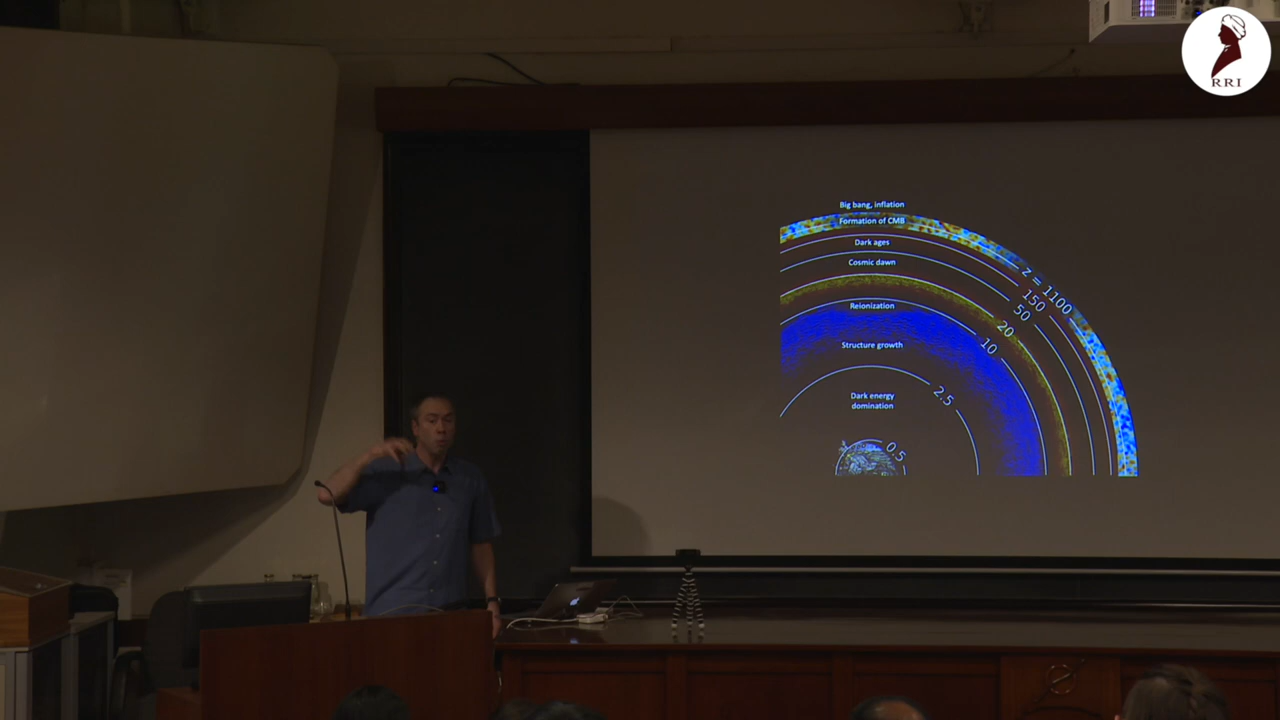 RRI
Big bang, inflation
Formation of CMB
Dark ages
Cosmic dawn
Reionization
Structure growth
Dark energy
domination
z = 1100
150
50
20
10
2.5
0.5